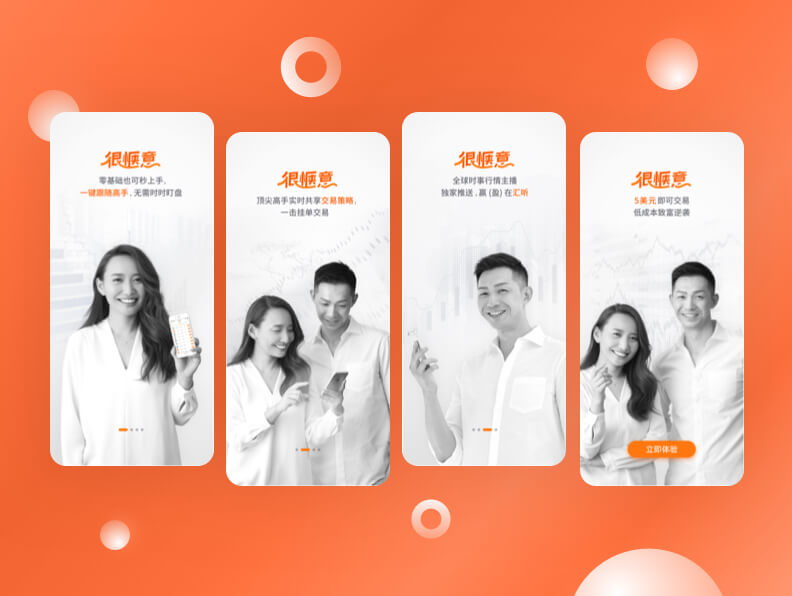 很惬意
零基础也可秒上手,
一键跟随高手, 无需时时盯盘
很惬意
顶尖高手实时共享交易策略,
一击挂单交易
很惬意
全球时事行情主播
独家推送, 赢 (盈) 在汇听
很惬意
5美元 即可交易
低成本致富逆袭
立即体验